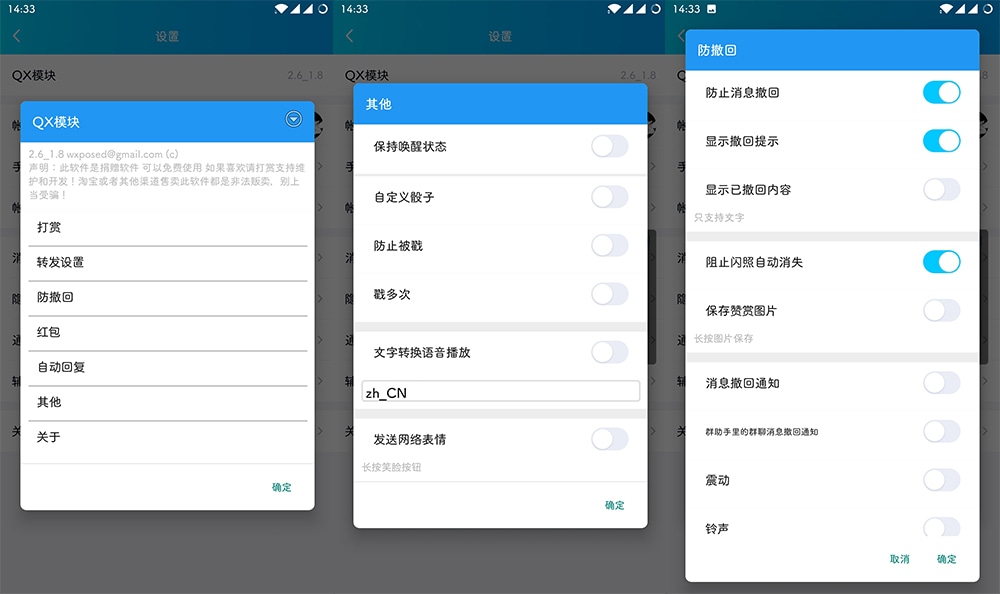 14:33
设置
QX模块
2.6_1.8
QX模块
2.6_1.8 wxposed@gmail.com (c)
声明：此软件是捐赠软件 可以免费使用 如果喜欢请打赏支持维
护和开发！淘宝或者其他渠道售卖此软件都是非法贩卖，别上
当受骗！
打赏
转发设置
防撤回
红包
自动回复
其他
关于
确定
14:33
设置
QX模块
2.6_1.8
其他
保持唤醒状态
自定义骰子
防止被戳
戳多次
文字转换语音播放
zh_CN
发送网络表情
长按笑脸按钮
确定
14:33
防撤回
防止消息撤回
显示撤回提示
显示已撤回内容
只支持文字
阻止闪照自动消失
保存赞赏图片
长按图片保存
消息撤回通知
群助手里的群聊消息撤回通知
震动
铃声
取消
确定